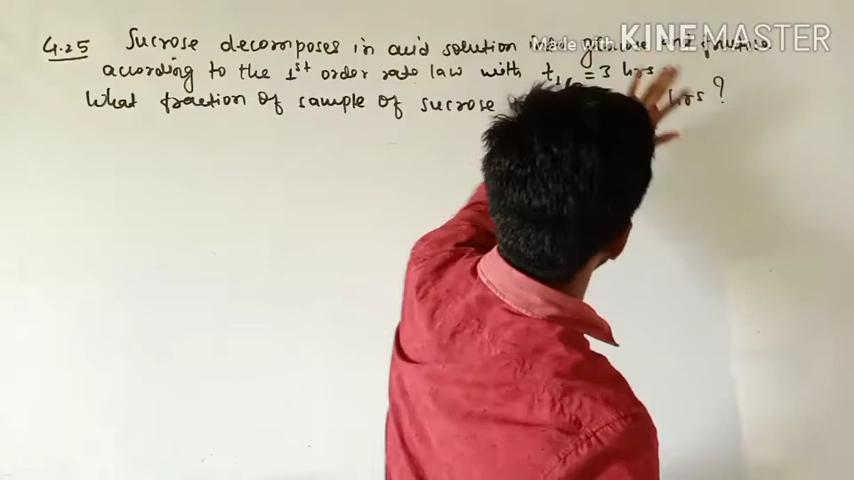 Made with KINEMASTER
4.25 Sucrose decomposes in acid solution into glucose and
according to the 1st order rate law with t1/2 = 3 hrs
What fraction of sample of sucrose hrs ?